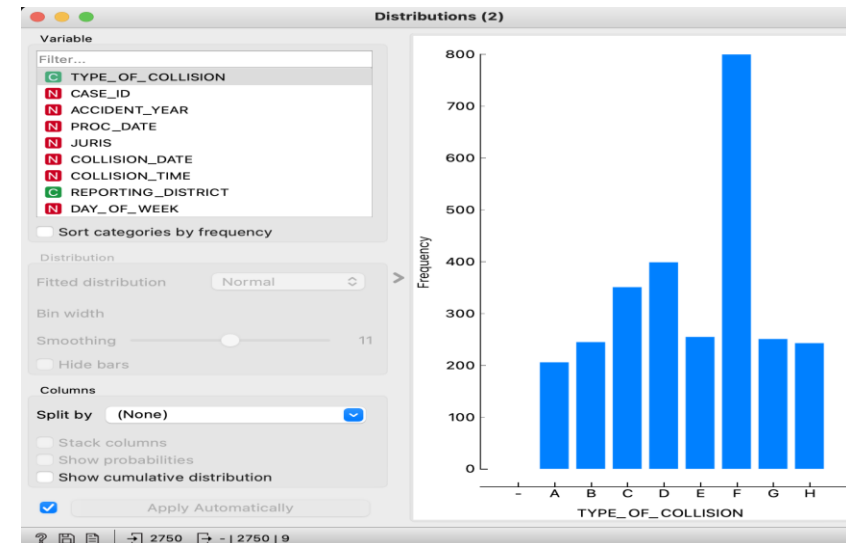 Distributions (2)
Variable
Filter...
C TYPE_OF_COLLISION
N CASE_ID
N ACCIDENT_YEAR
N PROC_DATE
N JURIS
N COLLISION_DATE
N COLLISION_TIME
C REPORTING_DISTRICT
N DAY_OF_WEEK
Sort categories by frequency
Distribution
Fitted distribution Normal
Bin width
Smoothing 11
Hide bars
Columns
Split by (None)
Stack columns
Show probabilities
Show cumulative distribution
Apply Automatically
? 2750 - | 2750 | 9
>
Frequency
800
700
600
500
400
300
200
100
0
- A B C D E F G H
TYPE_OF_COLLISION